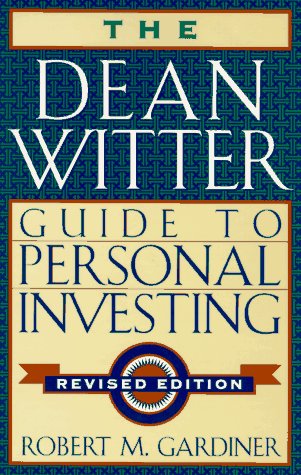 THE
DEAN
WITTER
GUIDE TO
PERSONAL
INVESTING
REVISED EDITION
ROBERT M. GARDINER